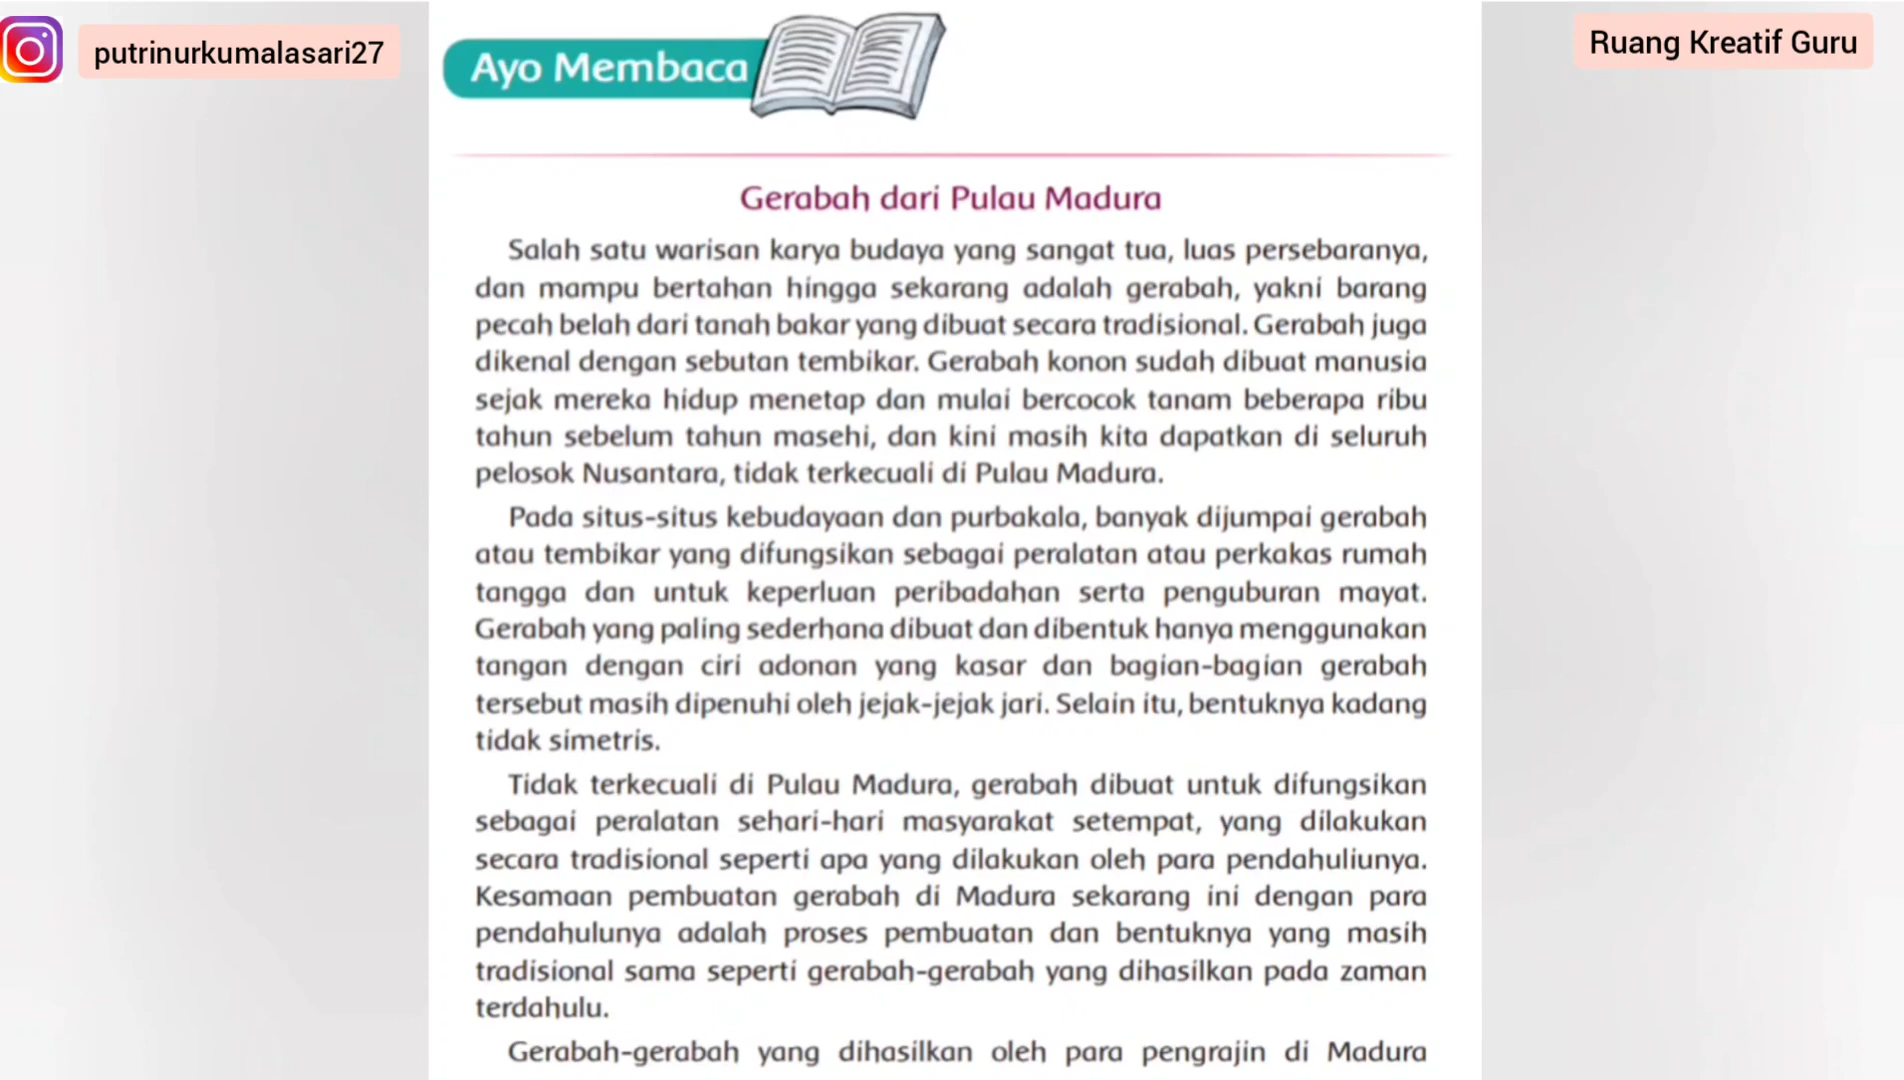 putrinurkumalasari27
Ruang Kreatif Guru
Ayo Membaca
Gerabah dari Pulau Madura
Salah satu warisan karya budaya yang sangat tua, luas persebaranya,
dan mampu bertahan hingga sekarang adalah gerabah, yakni barang
pecah belah dari tanah bakar yang dibuat secara tradisional. Gerabah juga
dikenal dengan sebutan tembikar. Gerabah konon sudah dibuat manusia
sejak mereka hidup menetap dan mulai bercocok tanam beberapa ribu
tahun sebelum tahun masehi, dan kini masih kita dapatkan di seluruh
pelosok Nusantara, tidak terkecuali di Pulau Madura.
Pada situs-situs kebudayaan dan purbakala, banyak dijumpai gerabah
atau tembikar yang difungsikan sebagai peralatan atau perkakas rumah
tangga dan untuk keperluan peribadahan serta penguburan mayat.
Gerabah yang paling sederhana dibuat dan dibentuk hanya menggunakan
tangan dengan ciri adonan yang kasar dan bagian-bagian gerabah
tersebut masih dipenuhi oleh jejak-jejak jari. Selain itu, bentuknya kadang
tidak simetris.
Tidak terkecuali di Pulau Madura, gerabah dibuat untuk difungsikan
sebagai peralatan sehari-hari masyarakat setempat, yang dilakukan
secara tradisional seperti apa yang dilakukan oleh para pendahuliunya.
Kesamaan pembuatan gerabah di Madura sekarang ini dengan para
pendahulunya adalah proses pembuatan dan bentuknya yang masih
tradisional sama seperti gerabah-gerabah yang dihasilkan pada zaman
terdahulu.
Gerabah-gerabah yang dihasilkan oleh para pengrajin di Madura